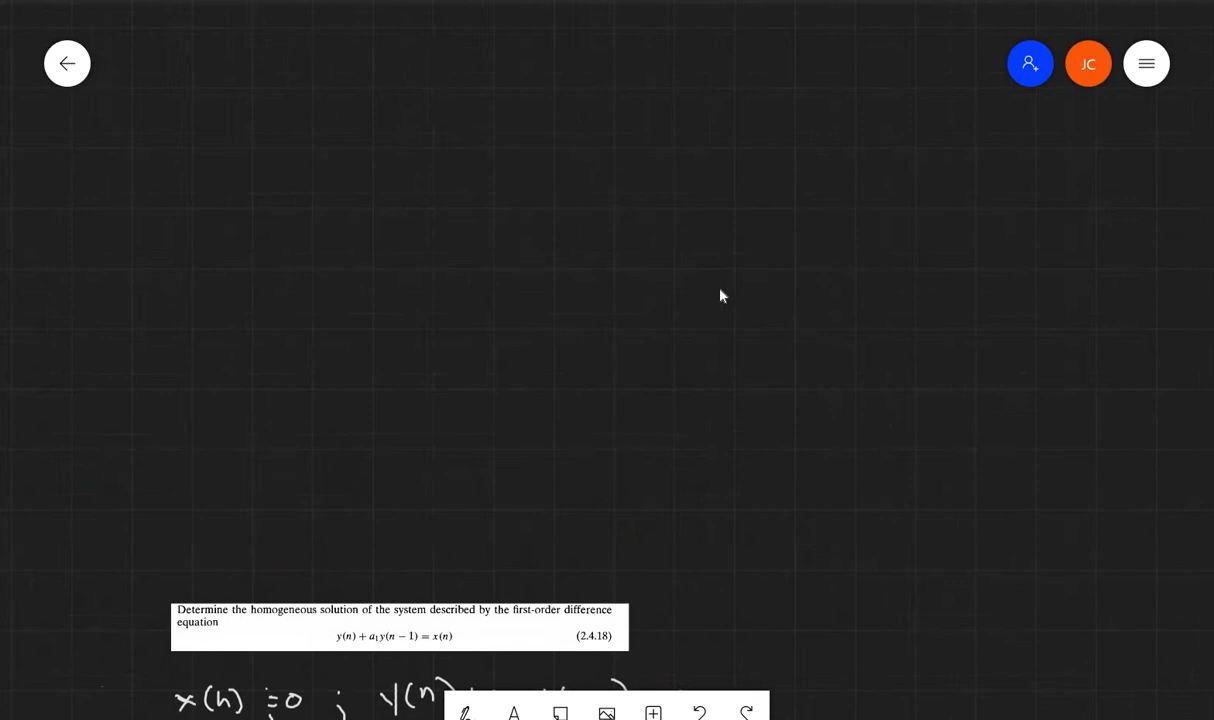 JC
Determine the homogeneous solution of the system described by the first-order difference
equation
y(n) + a₁y(n − 1) = x(n) (2.4.18)
x(n) = 0 ; y(n)